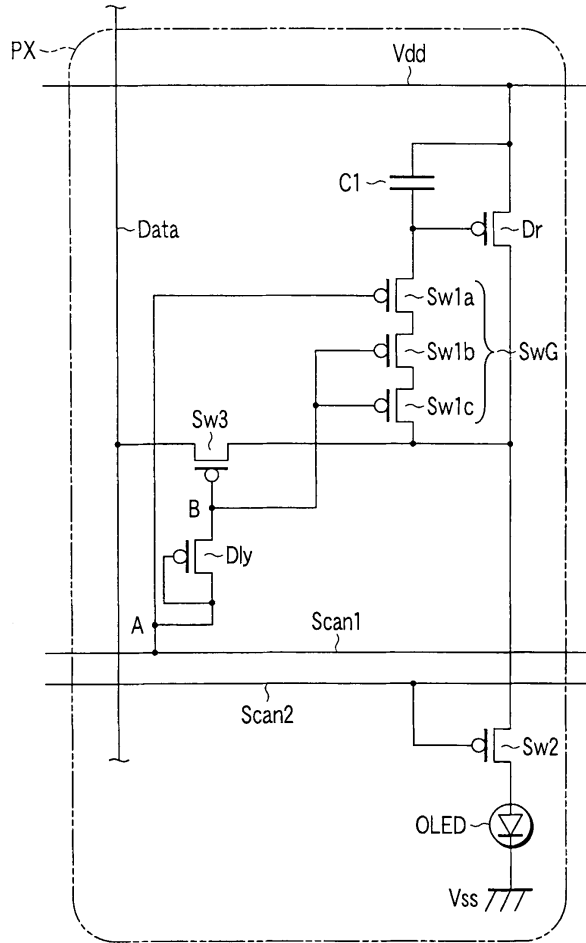 PX
Vdd
C1
Data
Dr
Sw1a
Sw1b
SwG
Sw1c
Sw3
B
Dly
A
Scan1
Scan2
Sw2
OLED
Vss